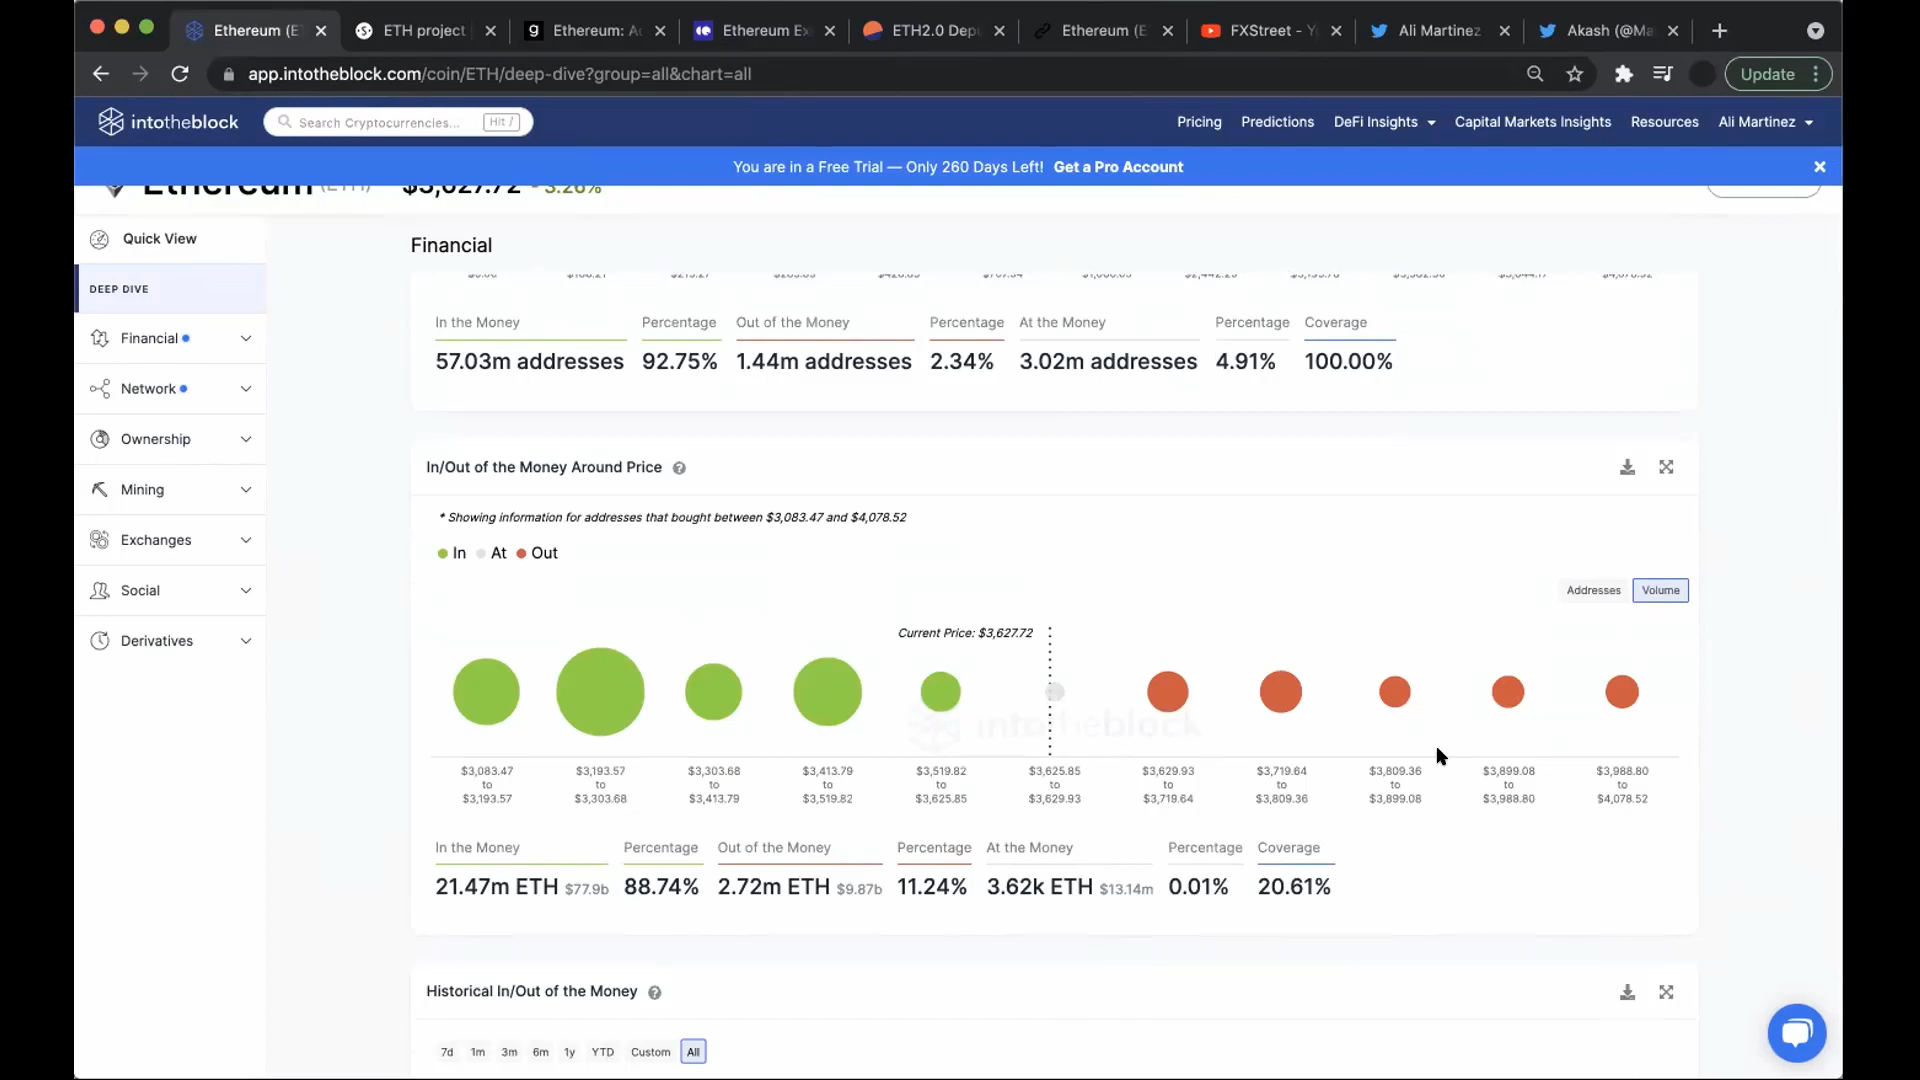 Ethereum (E
ETH project
Ethereum: A
Ethereum Ex
ETH2.0 Dep
Ethereum (E
FXStreet - Y
Ali Martinez
Akash (@Ma
app.intotheblock.com/coin/ETH/deep-dive?group=all&chart=all
Update
intotheblock
Search Cryptocurrencies...
Hit /
Pricing
Predictions
DeFi Insights
Capital Markets Insights
Resources
Ali Martinez
You are in a Free Trial — Only 260 Days Left! Get a Pro Account
Ethereum (ETH) $3,627.72 - 3.26%
Quick View
DEEP DIVE
Financial
Network
Ownership
Mining
Exchanges
Social
Derivatives
Financial
In the Money Percentage Out of the Money Percentage At the Money Percentage Coverage
57.03m addresses 92.75% 1.44m addresses 2.34% 3.02m addresses 4.91% 100.00%
In/Out of the Money Around Price
* Showing information for addresses that bought between $3,083.47 and $4,078.52
In At Out
Addresses Volume
Current Price: $3,627.72
intotheblock
$3,083.47 to $3,193.57
$3,193.57 to $3,303.68
$3,303.68 to $3,413.79
$3,413.79 to $3,519.82
$3,519.82 to $3,625.85
$3,625.85 to $3,629.93
$3,629.93 to $3,719.64
$3,719.64 to $3,809.36
$3,809.36 to $3,899.08
$3,899.08 to $3,988.80
$3,988.80 to $4,078.52
In the Money Percentage Out of the Money Percentage At the Money Percentage Coverage
21.47m ETH $77.9b 88.74% 2.72m ETH $9.87b 11.24% 3.62k ETH $13.14m 0.01% 20.61%
Historical In/Out of the Money
7d 1m 3m 6m 1y YTD Custom All